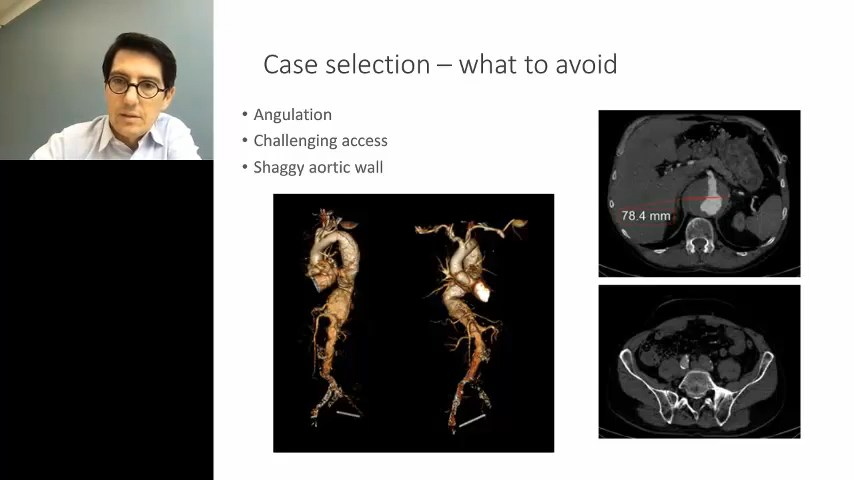 Case selection – what to avoid
• Angulation
• Challenging access
• Shaggy aortic wall
78.4 mm